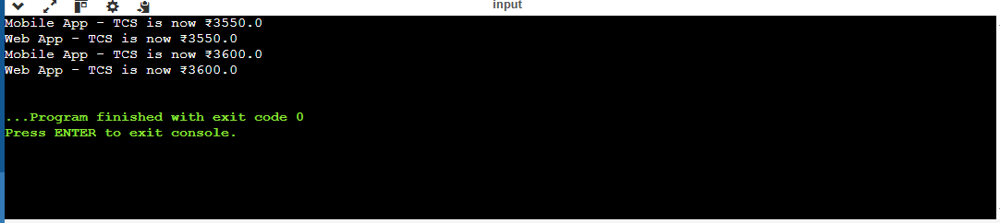 input
Mobile App - TCS is now ₹3550.0
Web App - TCS is now ₹3550.0
Mobile App - TCS is now ₹3600.0
Web App - TCS is now ₹3600.0
...Program finished with exit code 0
Press ENTER to exit console.